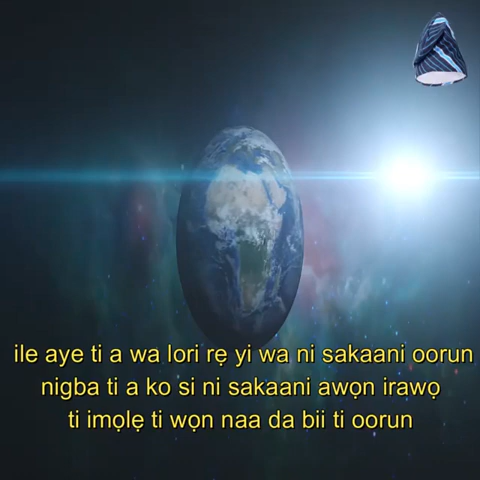 ile aye ti a wa lori rẹ yi wa ni sakaani oorun
nigba ti a ko si ni sakaani awọn irawọ
ti imọlẹ ti wọn naa da bii ti oorun